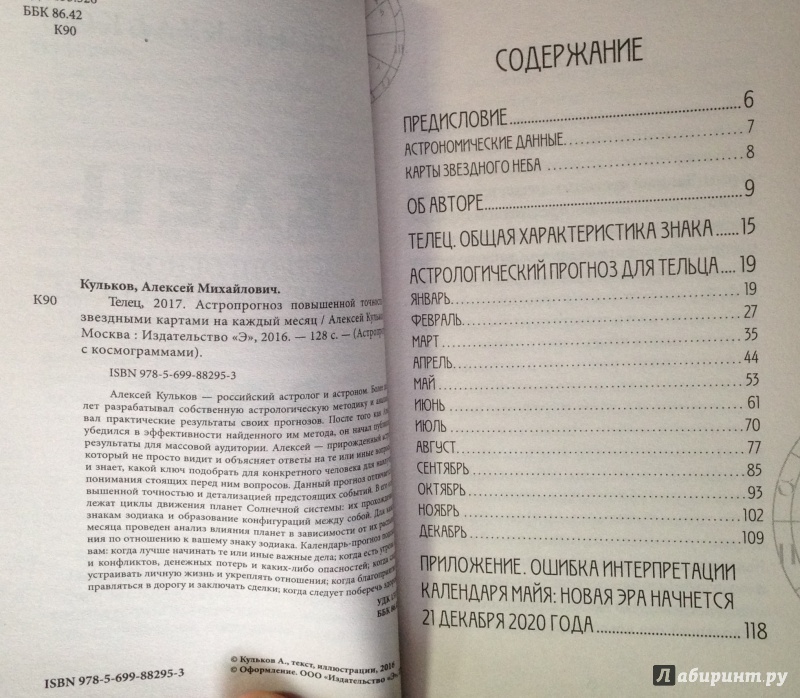 ББК 86.42
К90
Кульков, Алексей Михайлович.
К90
Телец, 2017. Астропрогноз повышенной
звездными картами на каждый месяц / Алексей
Москва : Издательство «Э», 2016. — 128 с. —
с космограммами).
ISBN 978-5-699-88295-3
Алексей Кульков — российский астролог и астроном.
лет разрабатывал собственную астрологическую методику и
вал практические результаты своих прогнозов. После того как
убедился в эффективности найденного им метода, он начал
результаты для массовой аудитории. Алексей — прирожденный
который не просто видит и объясняет ответы на те или иные
и знает, какой ключ подобрать для конкретного человека для
понимания стоящих перед ним вопросов. Данный прогноз
вышенной точностью и детализацией предстоящих событий. В
лежат циклы движения планет Солнечной системы: их
знакам зодиака и образование конфигураций между собой. Для
месяца проведен анализ влияния планет в зависимости от их
ния по отношению к вашему знаку зодиака. Календарь-прогноз
вам: когда лучше начинать те или иные важные дела; когда есть
и конфликтов, денежных потерь и каких-либо опасностей; когда
устраивать личную жизнь и укреплять отношения; когда
правляться в дорогу и заключать сделки; когда следует поберечь
УДК
ББК
© Кульков А., текст, иллюстрации, 2016
ISBN 978-5-699-88295-3
© Оформление. ООО «Издательство
СОДЕРЖАНИЕ
ПРЕДИСЛОВИЕ 6
АСТРОНОМИЧЕСКИЕ ДАННЫЕ 7
КАРТЫ ЗВЕЗДНОГО НЕБА 8
ОБ АВТОРЕ 9
ТЕЛЕЦ. ОБЩАЯ ХАРАКТЕРИСТИКА ЗНАКА 15
АСТРОЛОГИЧЕСКИЙ ПРОГНОЗ ДЛЯ ТЕЛЬЦА 19
ЯНВАРЬ 19
ФЕВРАЛЬ 27
МАРТ 35
АПРЕЛЬ 44
МАЙ 53
ИЮНЬ 61
ИЮЛЬ 70
АВГУСТ 77
СЕНТЯБРЬ 85
ОКТЯБРЬ 93
НОЯБРЬ 102
ДЕКАБРЬ 109
ПРИЛОЖЕНИЕ. ОШИБКА ИНТЕРПРЕТАЦИИ
КАЛЕНДАРЯ МАЙЯ: НОВАЯ ЭРА НАЧНЕТСЯ
21 ДЕКАБРЯ 2020 ГОДА 118
Лабиринт.ру